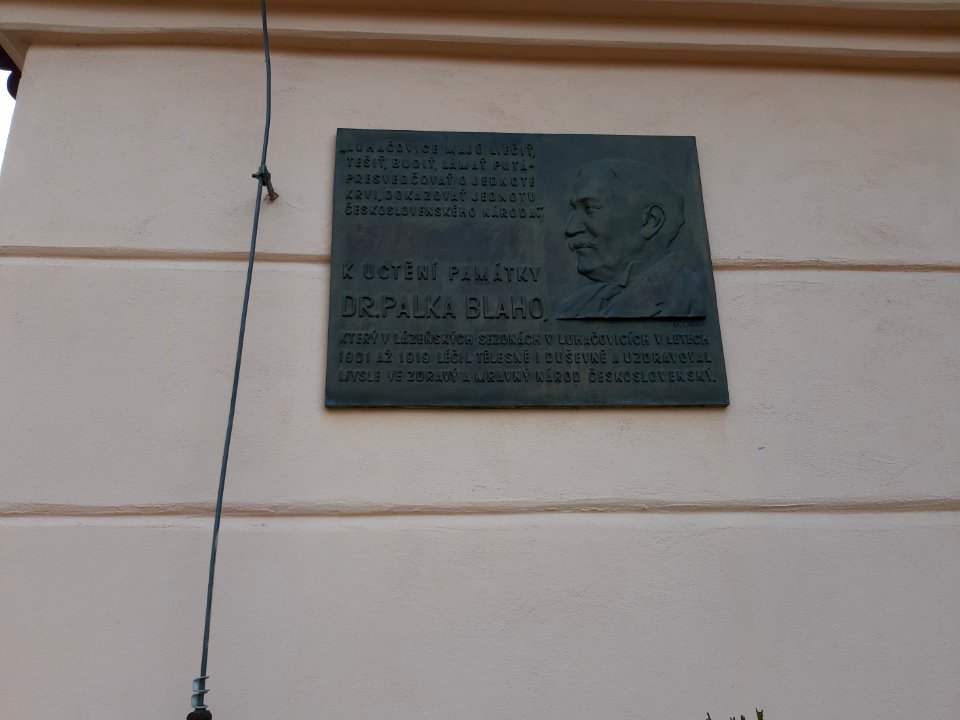 „LUHAČOVICE MAJÚ LIEČIŤ,
TEŠIŤ, BUDIŤ, LÁMAŤ PUTÁ-
PRESVEDČOVAŤ O JEDNOTE
KRVI, DOKAZOVAŤ JEDNOTU
ČESKOSLOVENSKÉHO NÁRODA.“
K UCTĚNÍ PAMÁTKY
DR. PALKA BLAHO,
KTERÝ V LÁZEŇSKÝCH SEZONÁCH V LUHAČOVICÍCH V LETECH
1901 AŽ 1919 LÉČIL TĚLESNĚ I DUŠEVNĚ A UZDRAVOVAL
MYSLE VE ZDRAVÝ A MRAVNÝ NÁROD ČESKOSLOVENSKÝ.